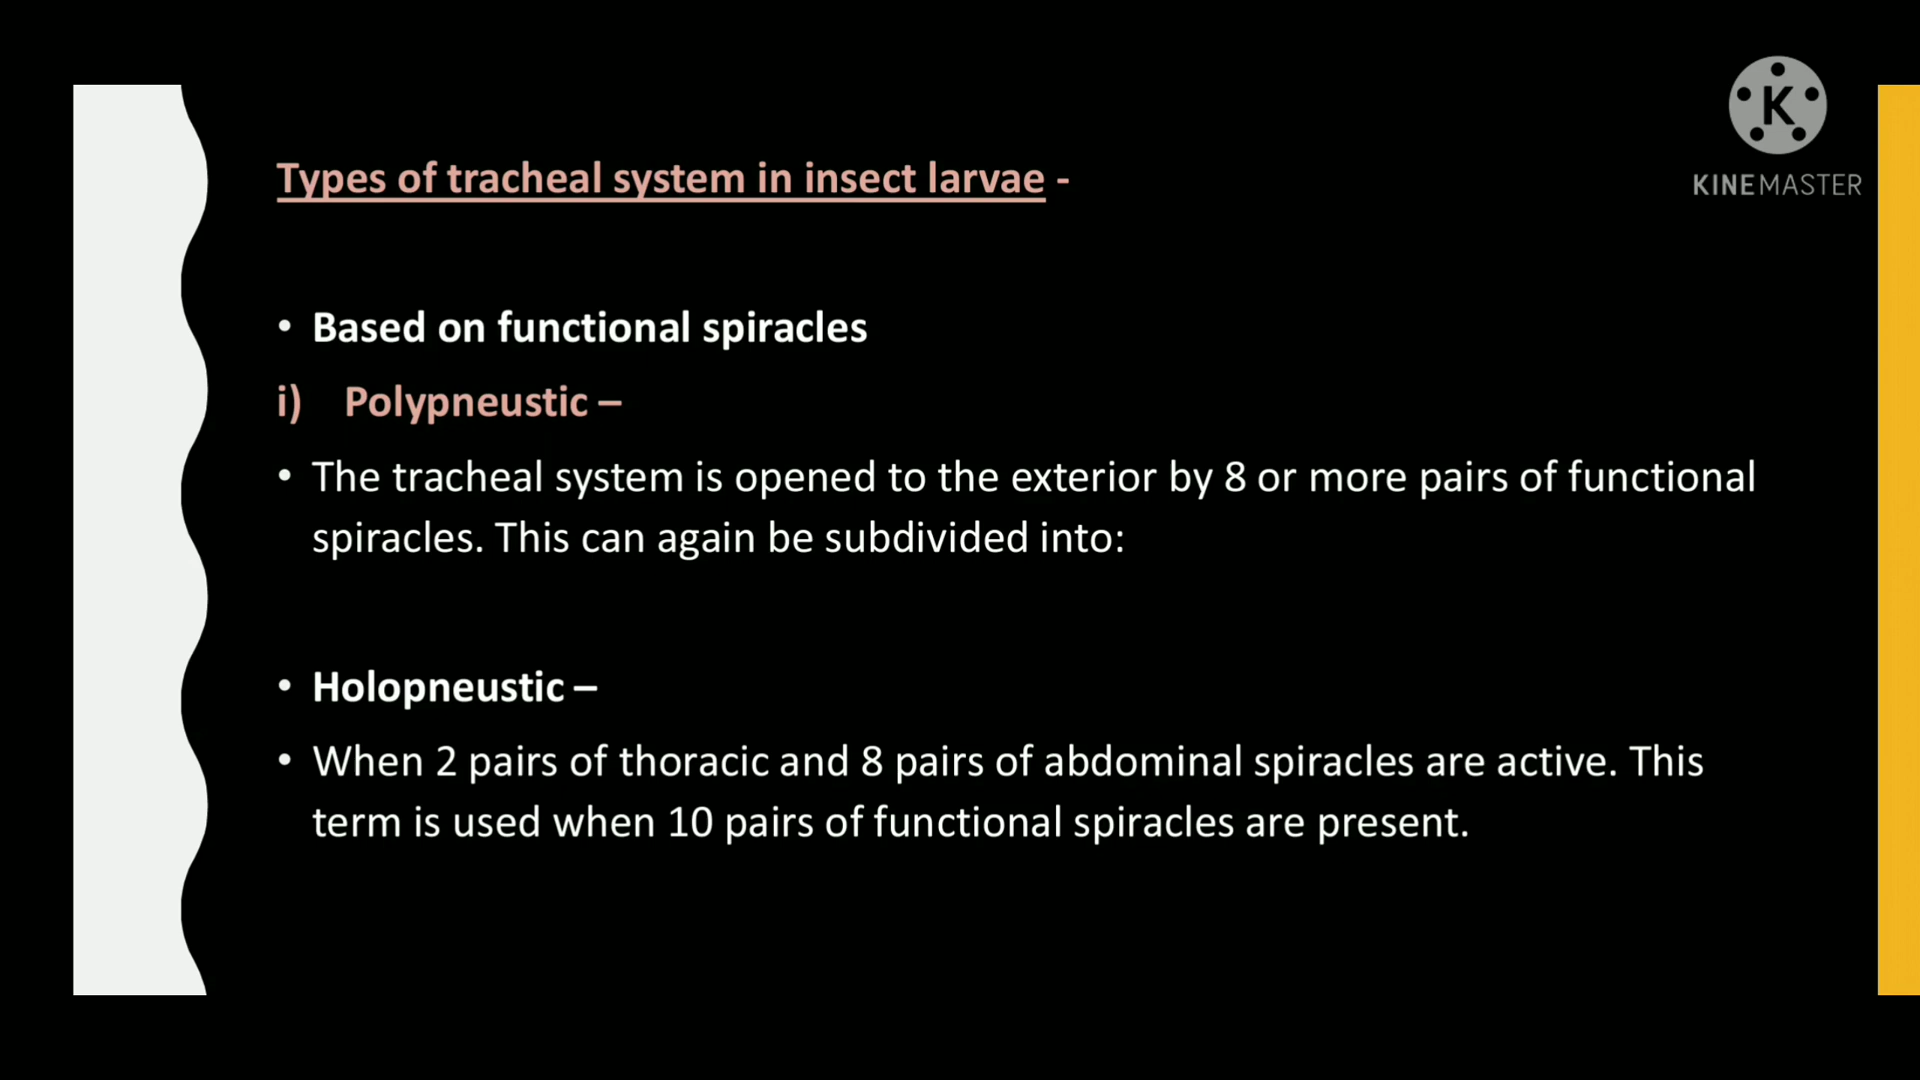 K
KINEMASTER
Types of tracheal system in insect larvae -
• Based on functional spiracles
i) Polypneustic –
• The tracheal system is opened to the exterior by 8 or more pairs of functional
spiracles. This can again be subdivided into:
• Holopneustic –
• When 2 pairs of thoracic and 8 pairs of abdominal spiracles are active. This
term is used when 10 pairs of functional spiracles are present.